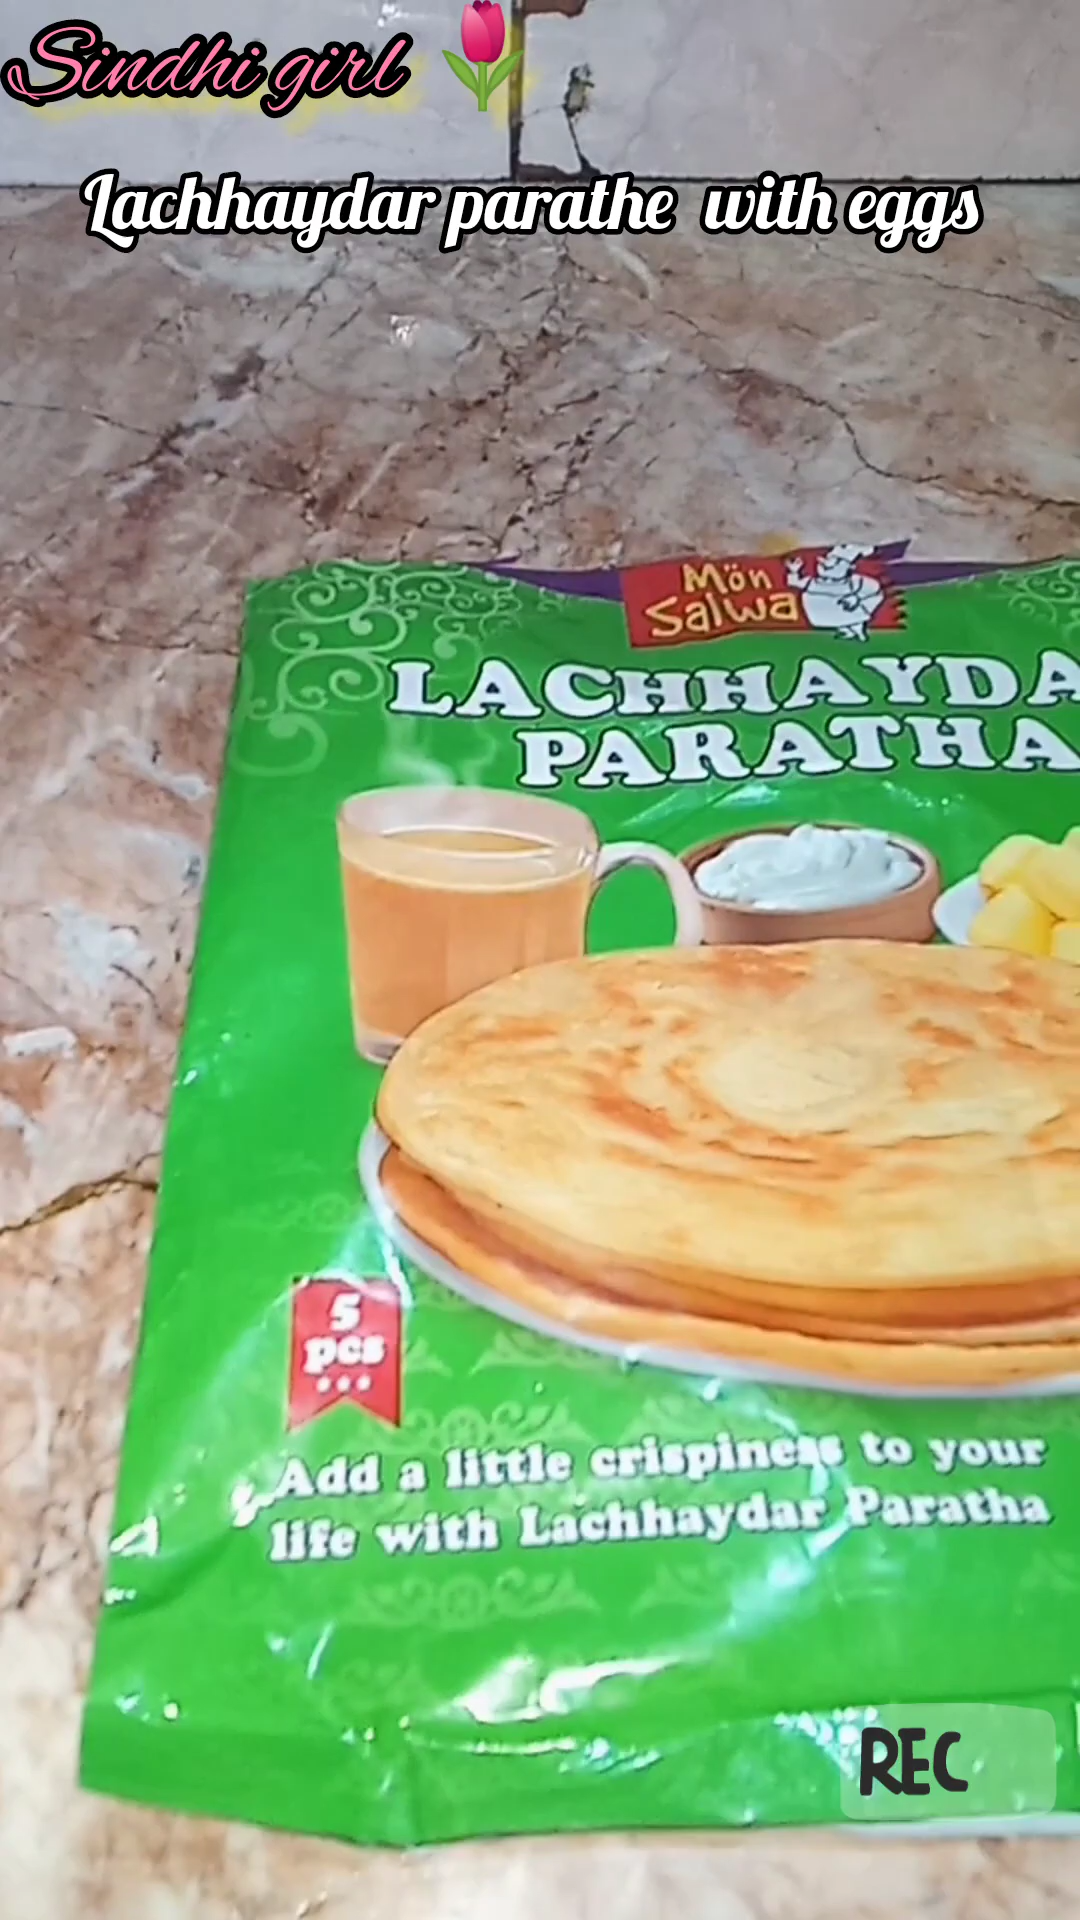 Sindhi girl🌷
Lachhaydar parathe with eggs
Mön
Salwa
LACHHAYDA
PARATHA
5
pcs
Add a little crispiness to your
life with Lachhaydar Paratha
REC